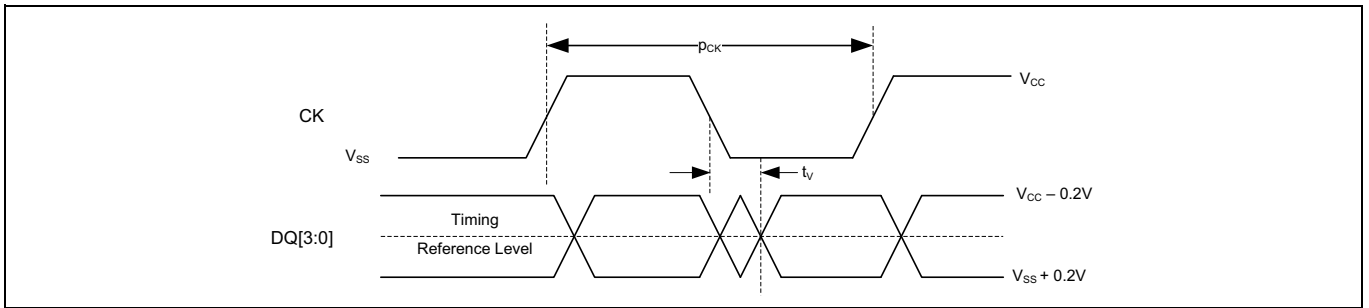 pCK
VCC
CK
VSS
tV
VCC – 0.2V
Timing
DQ[3:0]
Reference Level
VSS + 0.2V